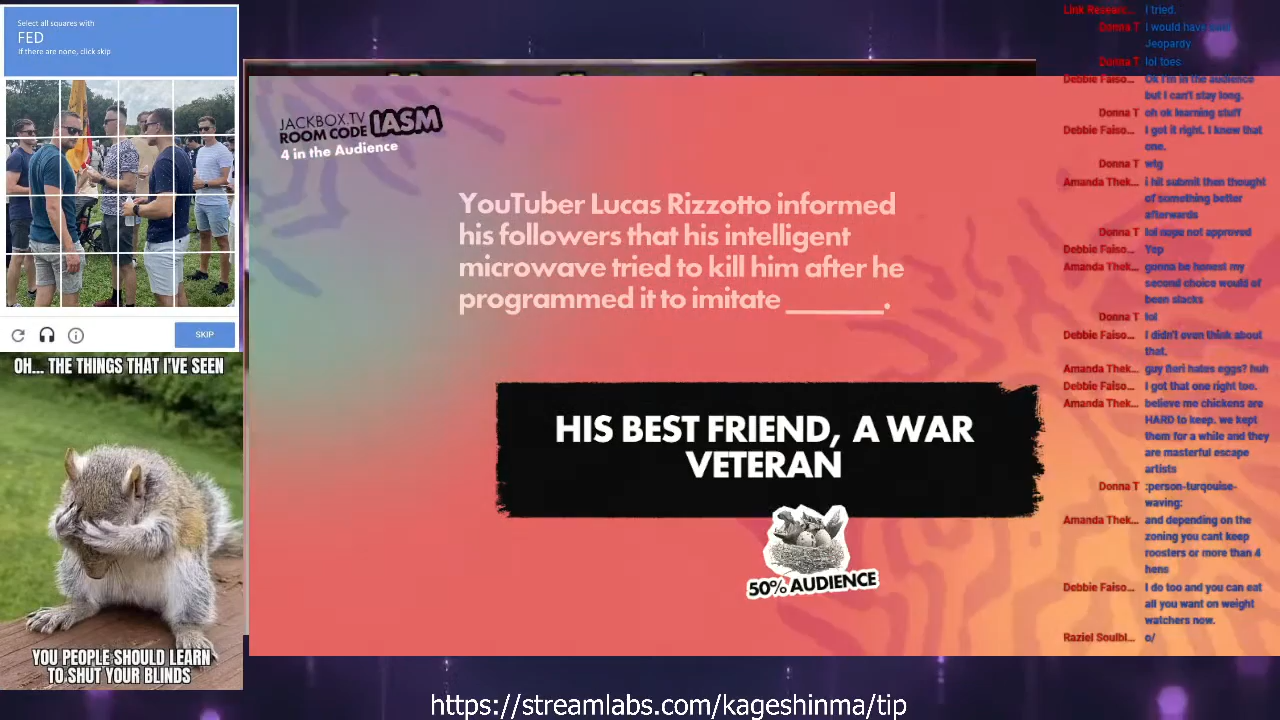 Select all squares with
FED
If there are none, click skip
SKIP
OH... THE THINGS THAT I'VE SEEN
YOU PEOPLE SHOULD LEARN
TO SHUT YOUR BLINDS
JACKBOX.TV
ROOM CODE IASM
4 in the Audience
YouTuber Lucas Rizzotto informed
his followers that his intelligent
microwave tried to kill him after he
programmed it to imitate ________.
HIS BEST FRIEND, A WAR
VETERAN
50% AUDIENCE
Link Researc... I tried.
Donna T I would have
Jeopardy
Donna T lol toes
Debbie Faiso... Ok I'm in the audience
but I can't stay long.
Donna T oh ok learning stuff
Debbie Faiso... I got it right. I knew that
one.
Donna T wtg
Amanda Thek... i hit submit then thought
of something better
afterwards
Donna T lol nope not approved
Debbie Faiso... Yep
Amanda Thek... gonna be honest my
second choice would of
been slacks
Donna T lol
Debbie Faiso... I didn't even think about
that.
Amanda Thek... guy fieri hates eggs? huh
Debbie Faiso... I got that one right too.
Amanda Thek... believe me chickens are
HARD to keep. we kept
them for a while and they
are masterful escape
artists
Donna T :person-turqouise-
waving:
Amanda Thek... and depending on the
zoning you cant keep
roosters or more than 4
hens
Debbie Faiso... I do too and you can eat
all you want on weight
watchers now.
Raziel Soulbl... o/
https://streamlabs.com/kageshinma/tip